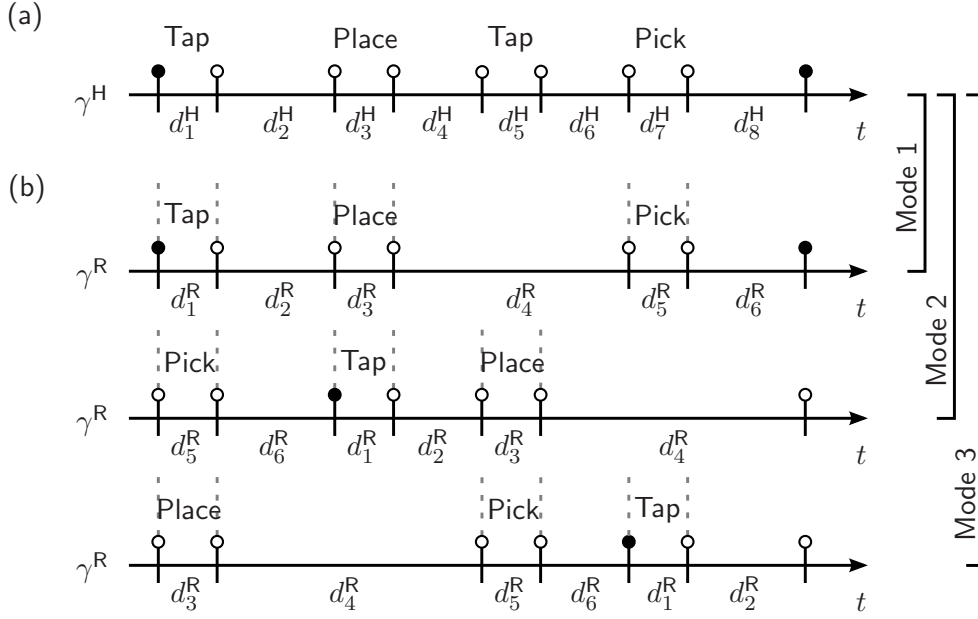 (a)
Tap Place Tap Pick
γ^H
d_1^H d_2^H d_3^H d_4^H d_5^H d_6^H d_7^H d_8^H t
(b)
Tap Place Pick
γ^R
d_1^R d_2^R d_3^R d_4^R d_5^R d_6^R t
Pick Tap Place
γ^R
d_5^R d_6^R d_1^R d_2^R d_3^R d_4^R t
Place Pick Tap
γ^R
d_3^R d_4^R d_5^R d_6^R d_1^R d_2^R t
Mode 1
Mode 2
Mode 3